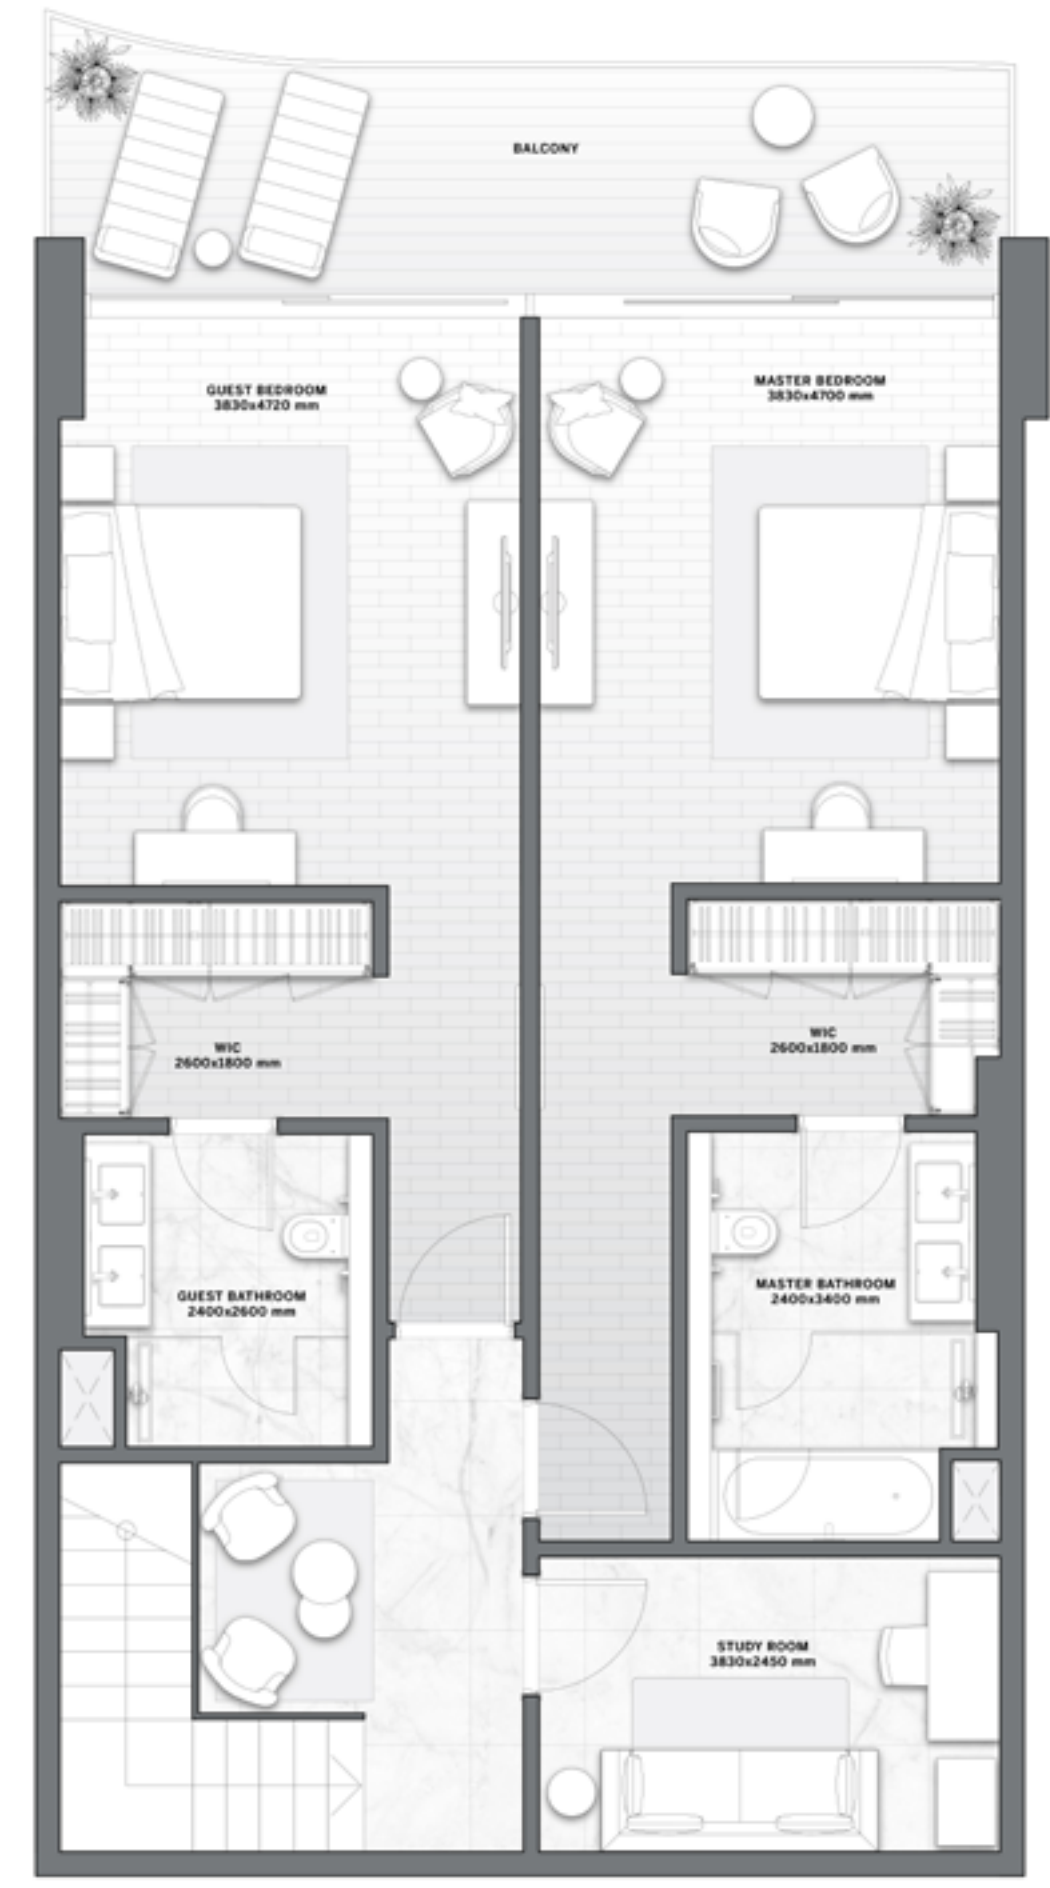 BALCONY
GUEST BEDROOM
3830x4720 mm
MASTER BEDROOM
3830x4700 mm
WIC
2600x1800 mm
WIC
2600x1800 mm
GUEST BATHROOM
2400x2600 mm
MASTER BATHROOM
2400x3400 mm
STUDY ROOM
3830x2450 mm